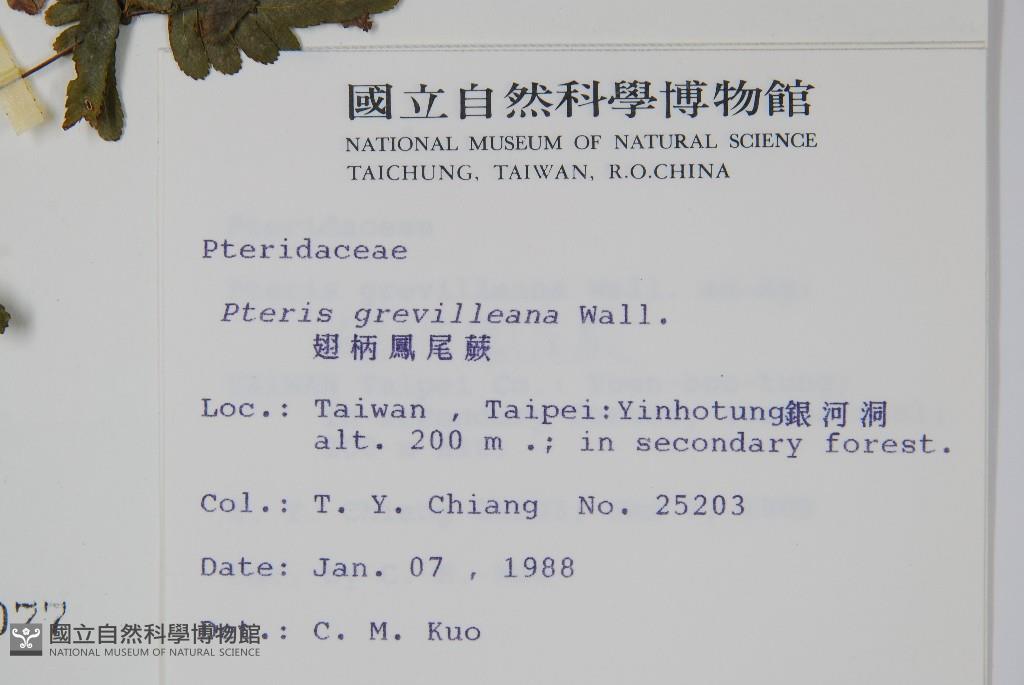 國立自然科學博物館
NATIONAL MUSEUM OF NATURAL SCIENCE
TAICHUNG, TAIWAN, R.O.CHINA
Pteridaceae
Pteris grevilleana Wall.
翅柄鳳尾蕨
Loc.: Taiwan , Taipei:Yinhotung銀河洞
alt. 200 m .; in secondary forest.
Col.: T. Y. Chiang No. 25203
Date: Jan. 07 , 1988
C. M. Kuo
國立自然科學博物館
NATIONAL MUSEUM OF NATURAL SCIENCE